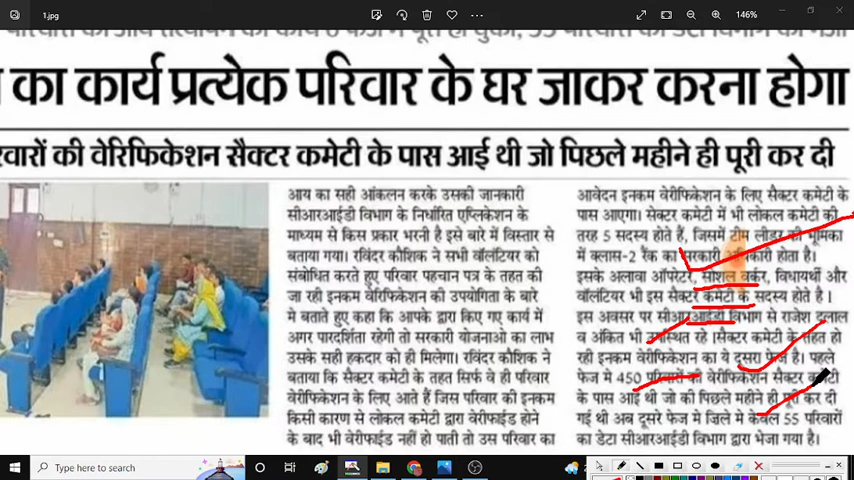 1.jpg
146%
का कार्य प्रत्येक परिवार के घर जाकर करना होगा
रवारों की वेरिफिकेशन सैक्टर कमेटी के पास आई थी जो पिछले महीने ही पूरी कर दी
आय का सही आंकलन करके उसकी जानकारी
सीआरआईडी विभाग के निर्धारित एप्लिकेशन के
माध्यम से किस प्रकार भरनी है इसे बारे में विस्तार से
बताया गया। रविंदर कौशिक ने सभी वॉलंटियर को
संबोधित करते हुए परिवार पहचान पत्र के तहत की
जा रही इनकम वेरिफिकेशन की उपयोगिता के बारे
मे बताते हुए कहा कि आपके द्वारा किए गए कार्य में
अगर पारदर्शिता रहेगी तो सरकारी योजनाओ का लाभ
उसके सही हकदार को ही मिलेगा। रविंदर कौशिक ने
बताया कि सैक्टर कमेटी के तहत सिर्फ वे ही परिवार
वेरीफिकेशन के लिए आते हैं जिस परिवार की इनकम
किसी कारण से लोकल कमेटी द्वारा वेरीफाईड होने
के बाद भी वेरीफाईड नहीं हो पाती तो उस परिवार का
आवेदन इनकम वेरीफिकेशन के लिए सैक्टर कमेटी के
पास आएगा। सेक्टर कमेटी में भी लोकल कमेटी की
तरह 5 सदस्य होते हैं, जिसमें टीम लीडर की भूमिका
में क्लास-2 रैंक का सरकारी अधिकारी होता है।
इसके अलावा ऑपरेटर, सोशल वर्कर, विधायर्थी और
वॉलंटियर भी इस सैक्टर कमेटी के सदस्य होते है।
इस अवसर पर सीआरआईडी विभाग से राजेश दलाल
व अंकित भी उपस्थित रहे।सैक्टर कमेटी के तहत हो
रही इनकम वेरिफिकेशन का ये दूसरा फेज है। पहले
फेज मे 450 परिवारों की वेरीफिकेशन सैक्टर कमेटी
के पास आई थी जो की पिछले महीने ही पूरी कर दी
गई थी अब दूसरे फेज मे जिले मे केवल 55 परिवारों
का डेटा सीआरआईडी विभाग द्वारा भेजा गया है।
Type here to search
27°